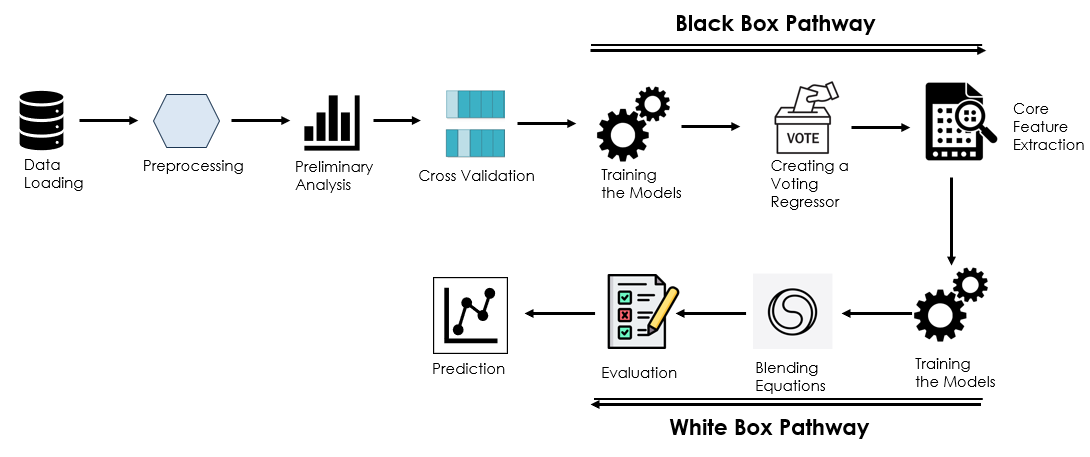 Black Box Pathway
VOTE
Data
Loading
Preprocessing
Preliminary
Analysis
Cross Validation
Training
the Models
Creating a
Voting
Regressor
Core
Feature
Extraction
Prediction
Evaluation
Blending
Equations
Training
the Models
White Box Pathway